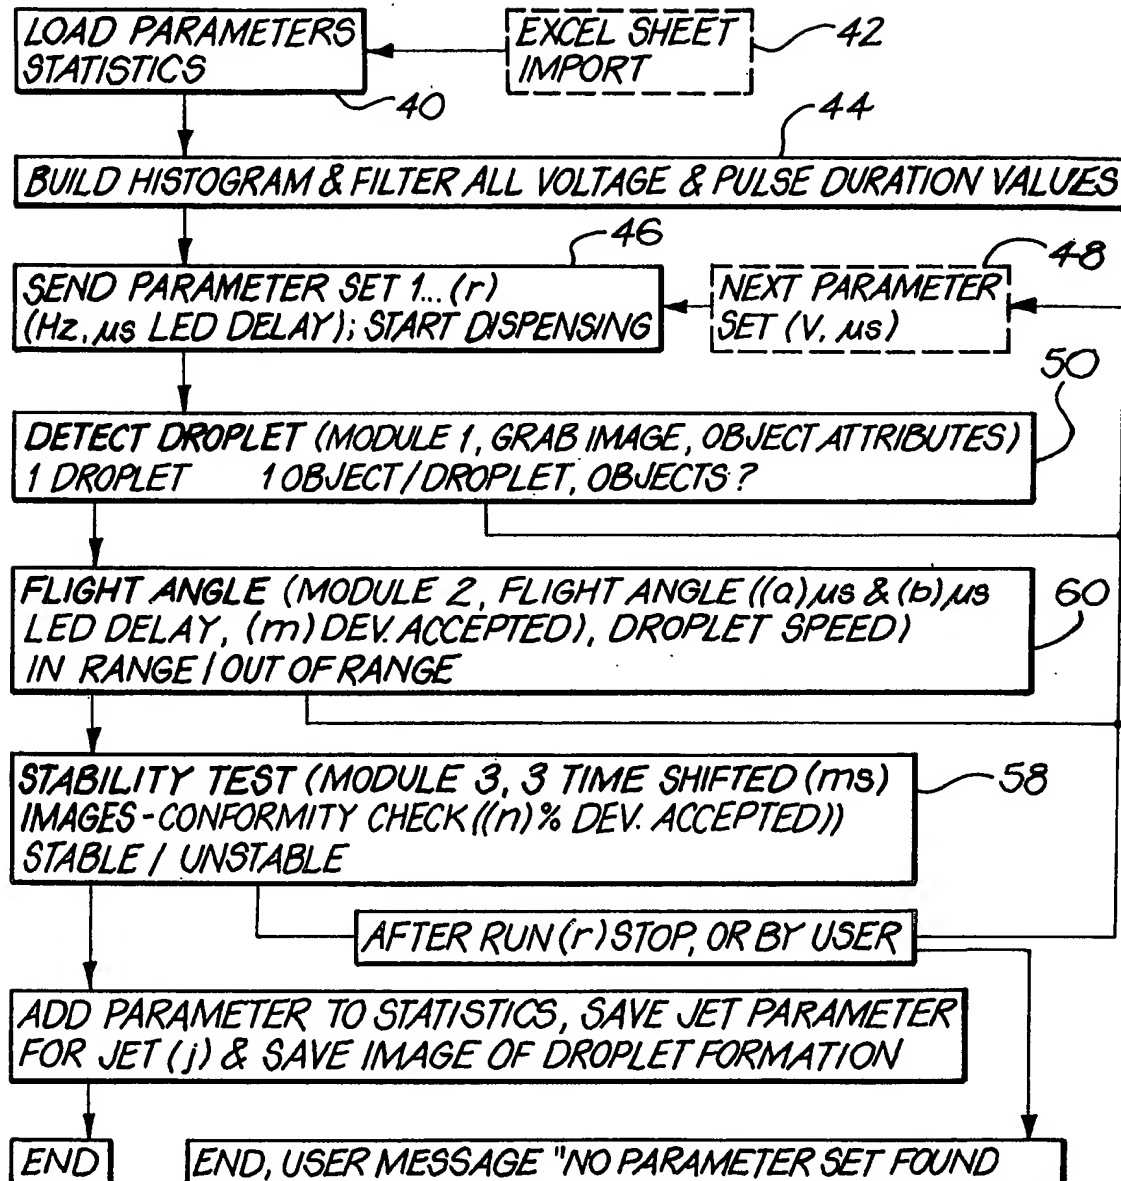 LOAD PARAMETERS
STATISTICS
40
EXCEL SHEET
IMPORT
42
44
BUILD HISTOGRAM & FILTER ALL VOLTAGE & PULSE DURATION VALUES
46
SEND PARAMETER SET 1... (r)
(Hz, µs LED DELAY); START DISPENSING
48
NEXT PARAMETER
SET (V, µs)
50
DETECT DROPLET (MODULE 1, GRAB IMAGE, OBJECT ATTRIBUTES)
1 DROPLET 1 OBJECT/DROPLET, OBJECTS?
FLIGHT ANGLE (MODULE 2, FLIGHT ANGLE ((a) µs & (b) µs
LED DELAY, (m) DEV. ACCEPTED), DROPLET SPEED)
IN RANGE / OUT OF RANGE
60
STABILITY TEST (MODULE 3, 3 TIME SHIFTED (ms)
IMAGES - CONFORMITY CHECK ((n)% DEV. ACCEPTED))
STABLE / UNSTABLE
58
AFTER RUN (r) STOP, OR BY USER
ADD PARAMETER TO STATISTICS, SAVE JET PARAMETER
FOR JET (j) & SAVE IMAGE OF DROPLET FORMATION
END
END, USER MESSAGE "NO PARAMETER SET FOUND